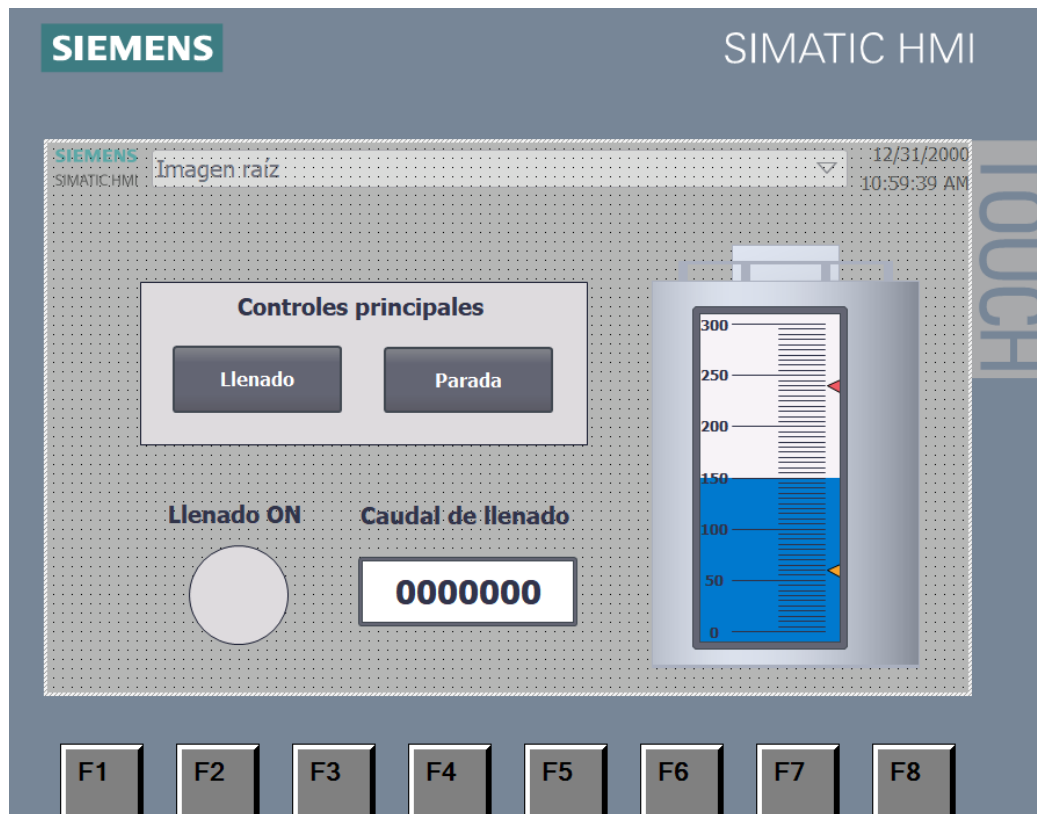 SIEMENS
SIMATIC HMI
SIEMENS
SIMATIC HMI
Imagen raíz
12/31/2000
10:59:39 AM
TOUCH
Controles principales
Llenado
Parada
Llenado ON
Caudal de llenado
0000000
300
250
200
150
100
50
0
F1
F2
F3
F4
F5
F6
F7
F8